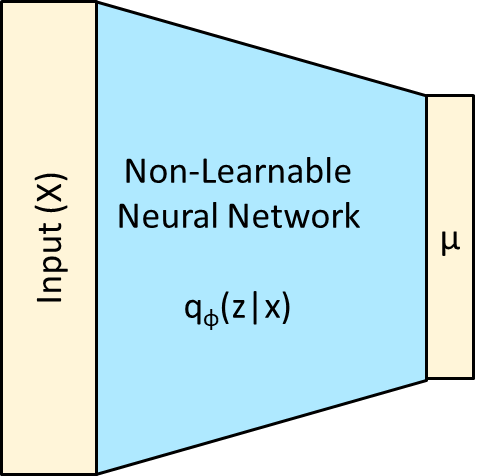 Input (X)
Non-Learnable
Neural Network
qϕ(z|x)
μ